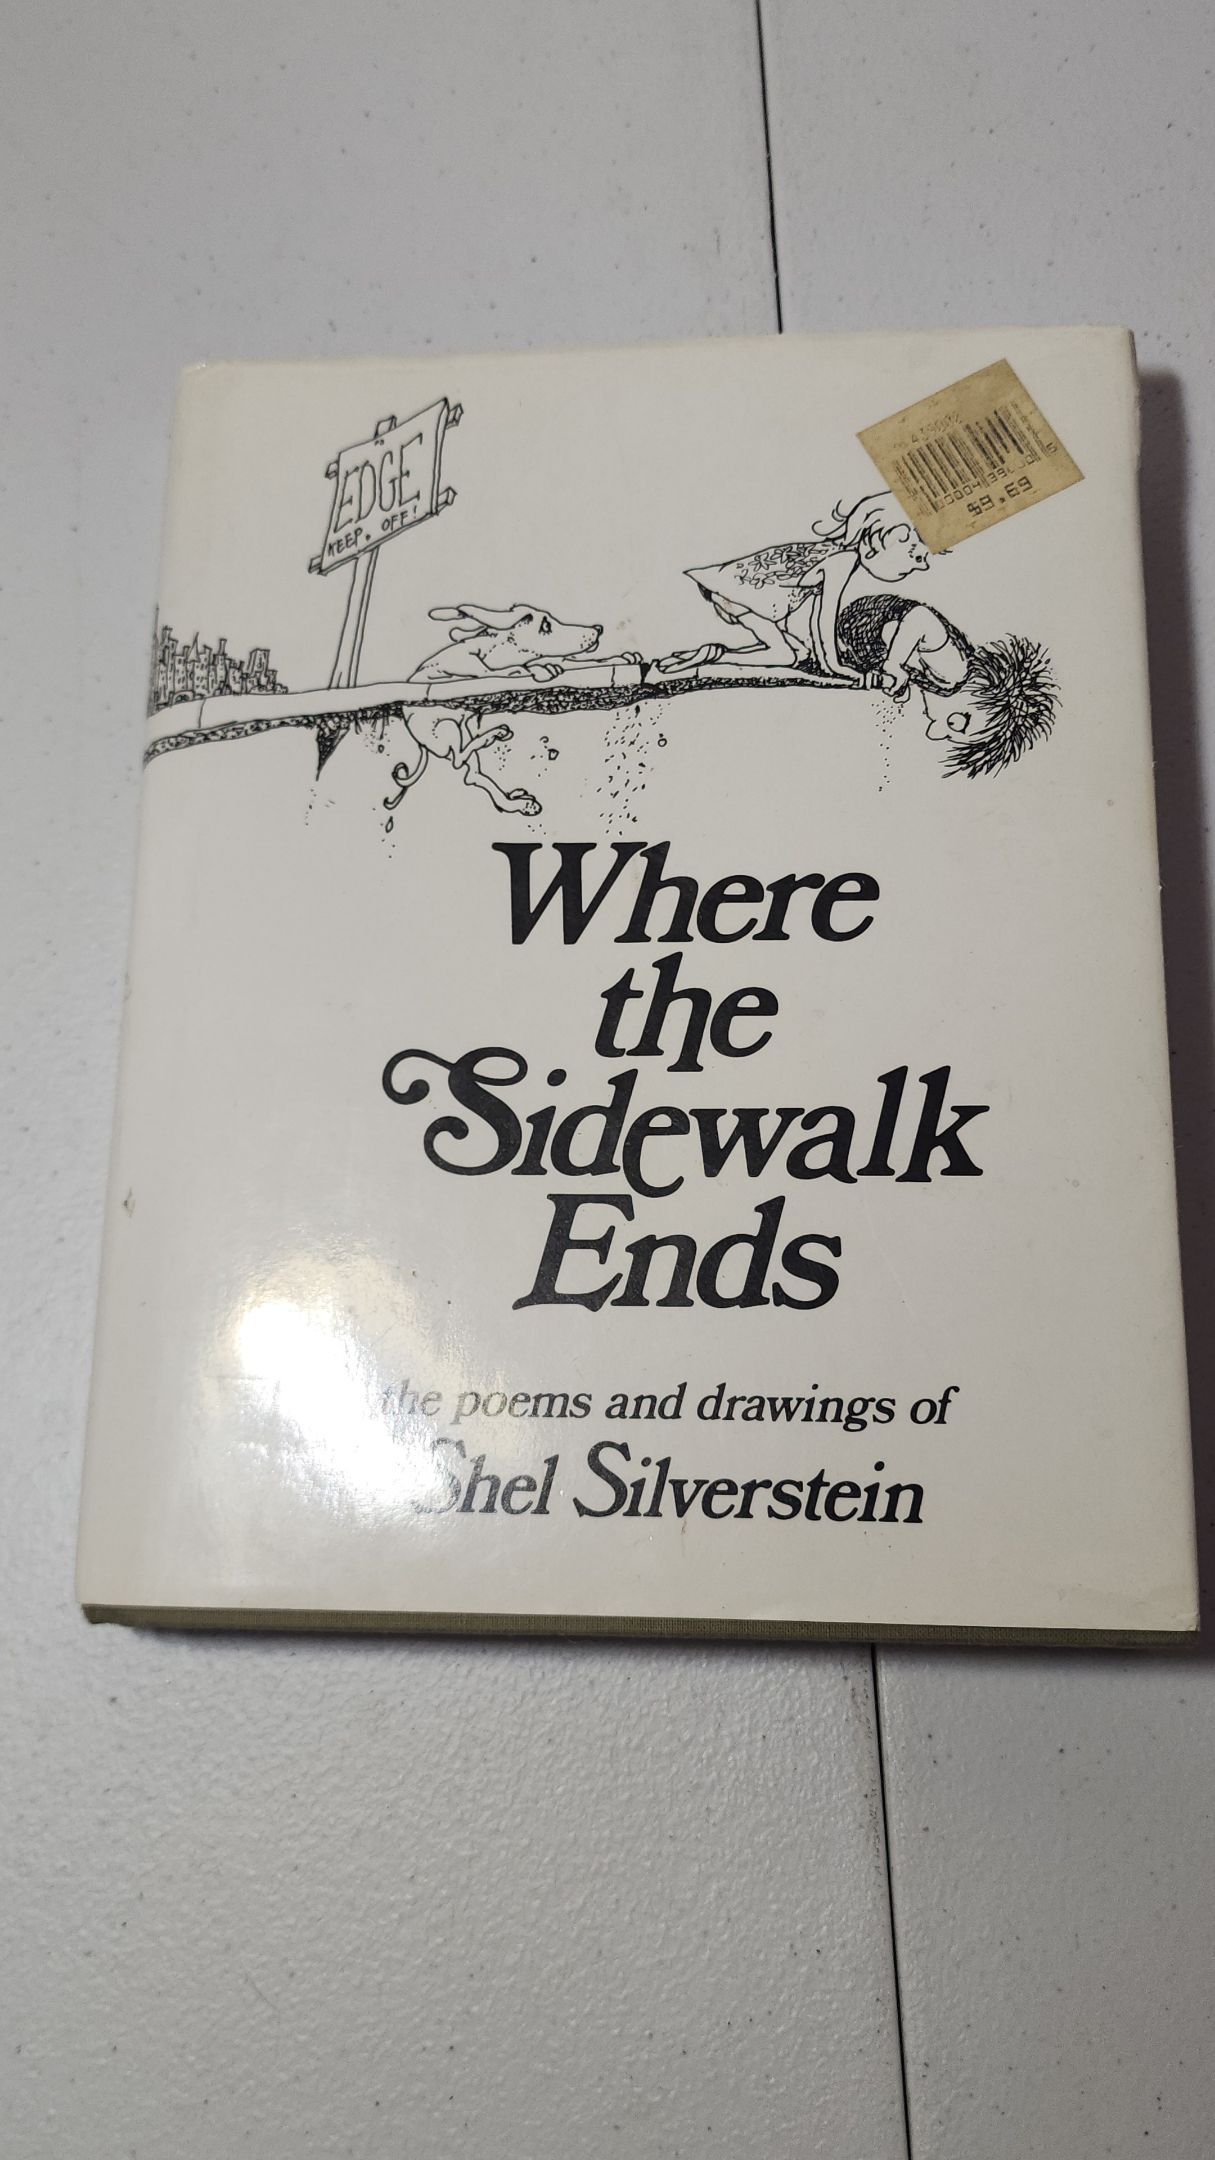 EDGE
KEEP. OFF!
$9.69
Where
the
Sidewalk
Ends
the poems and drawings of
Shel Silverstein